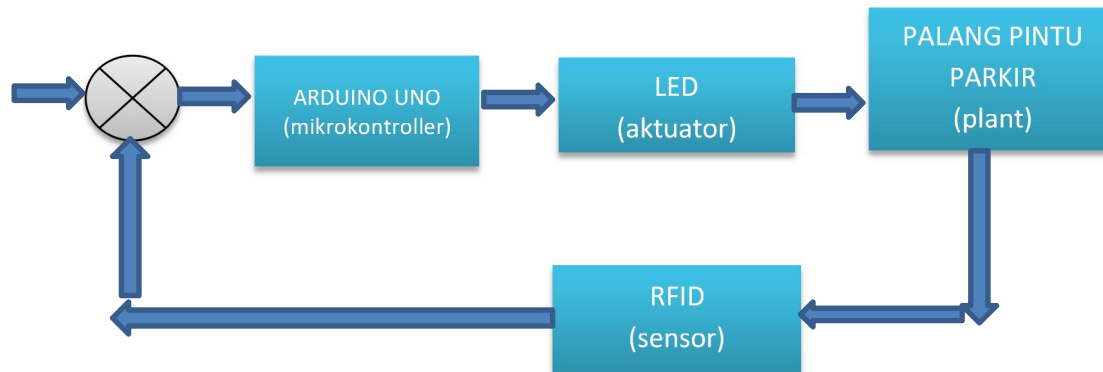 ARDUINO UNO
(mikrokontroller)
LED
(aktuator)
PALANG PINTU
PARKIR
(plant)
RFID
(sensor)